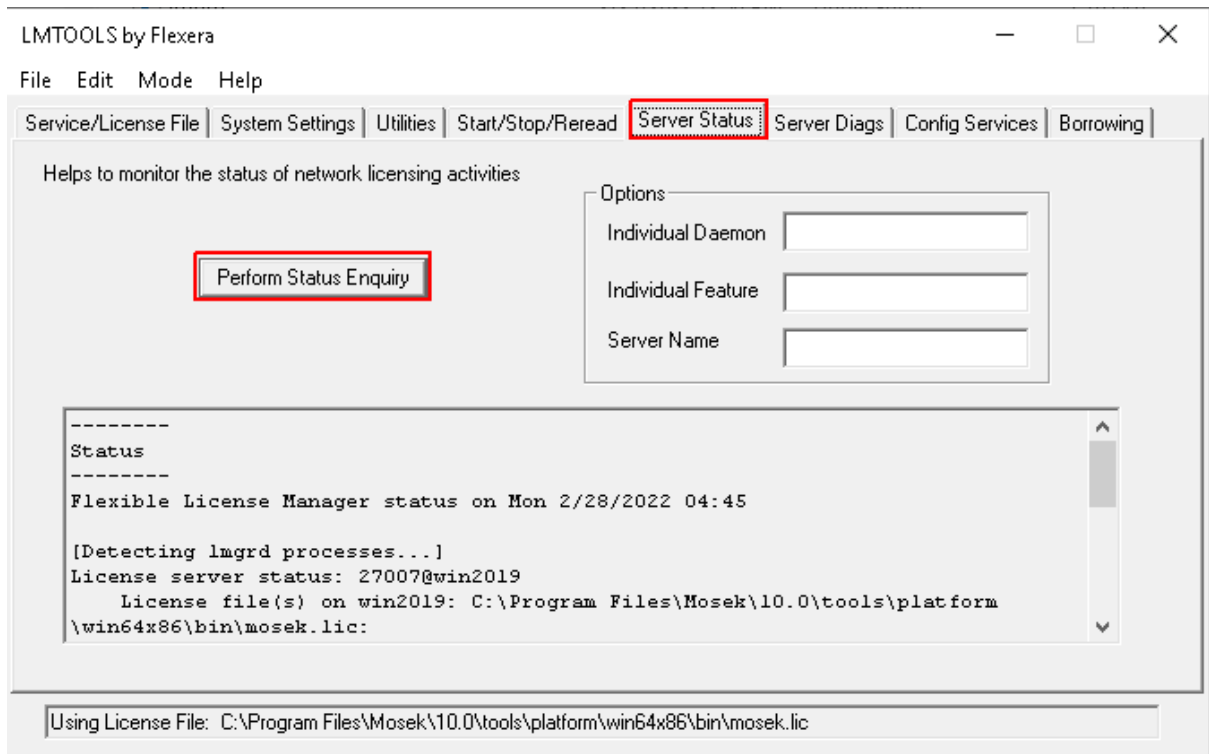 LMTOOLS by Flexera
File Edit Mode Help
Service/License File System Settings Utilities Start/Stop/Reread Server Status Server Diags Config Services Borrowing
Helps to monitor the status of network licensing activities
Options
Individual Daemon
Perform Status Enquiry
Individual Feature
Server Name
--------
Status
--------
Flexible License Manager status on Mon 2/28/2022 04:45
[Detecting lmgrd processes...]
License server status: 27007@win2019
License file(s) on win2019: C:\Program Files\Mosek\10.0\tools\platform
\win64x86\bin\mosek.lic:
Using License File: C:\Program Files\Mosek\10.0\tools\platform\win64x86\bin\mosek.lic